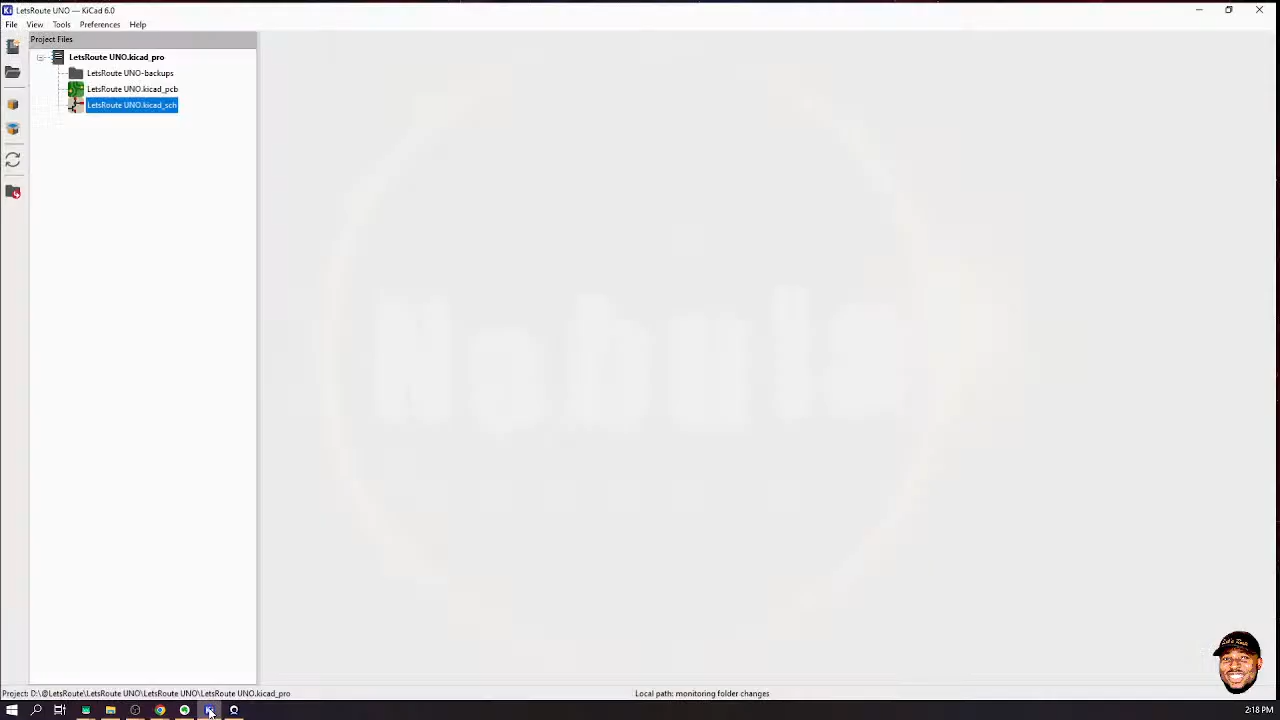 LetsRoute UNO — KiCad 6.0
File View Tools Preferences Help
Project Files
LetsRoute UNO.kicad_pro
LetsRoute UNO-backups
LetsRoute UNO.kicad_pcb
LetsRoute UNO.kicad_sch
Nebula
Project: D:\@LetsRoute\LetsRoute UNO\LetsRoute UNO\LetsRoute UNO.kicad_pro
Local path: monitoring folder changes
2:18 PM